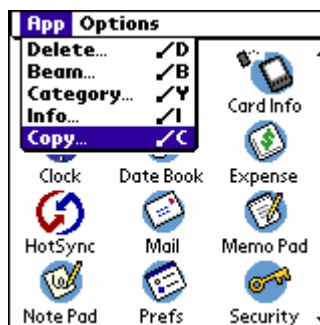 App Options
Delete... ／D
Beam... ／B
Category... ／Y
Info... ／I
Copy... ／C
Card Info
Clock Date Book Expense
HotSync Mail Memo Pad
Note Pad Prefs Security